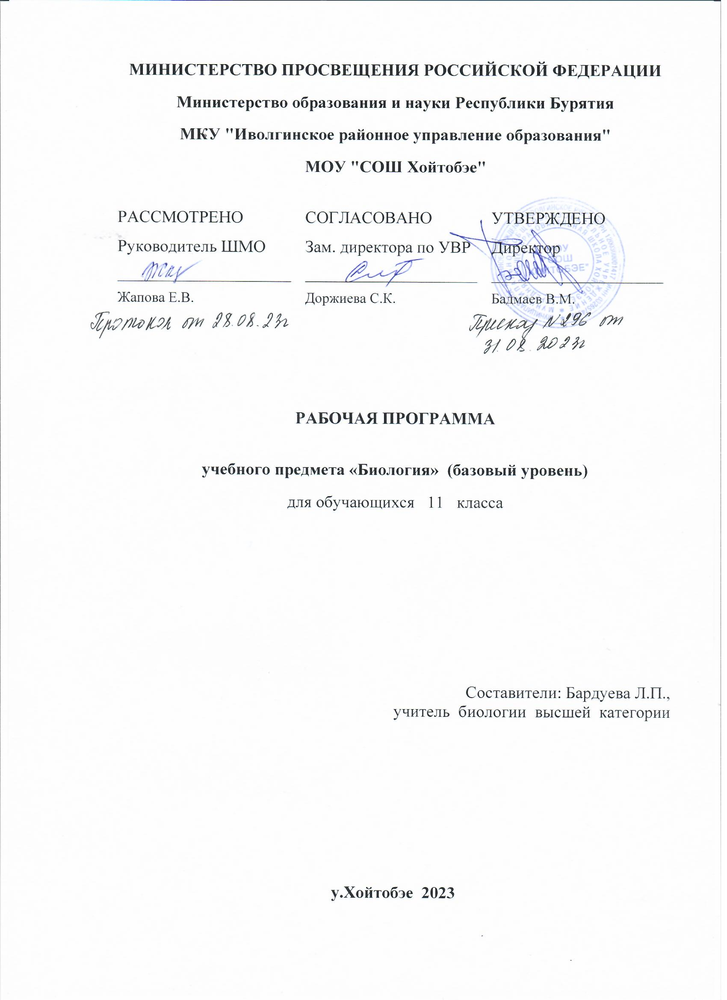 МИНИСТЕРСТВО ПРОСВЕЩЕНИЯ РОССИЙСКОЙ ФЕДЕРАЦИИ
Министерство образования и науки Республики Бурятия
МКУ "Иволгинское районное управление образования"
МОУ "СОШ Хойтобэе"
РАССМОТРЕНО
Руководитель ШМО
Жапова Е.В.
Протокол от 28.08.23г
СОГЛАСОВАНО
Зам. директора по УВР
Доржиева С.К.
УТВЕРЖДЕНО
Директор
Бадмаев В.М.
Приказ №296 от
31.08.2023г
РАБОЧАЯ ПРОГРАММА
учебного предмета «Биология» (базовый уровень)
для обучающихся 11 класса
Составители: Бардуева Л.П.,
учитель биологии высшей категории
у.Хойтобэе 2023